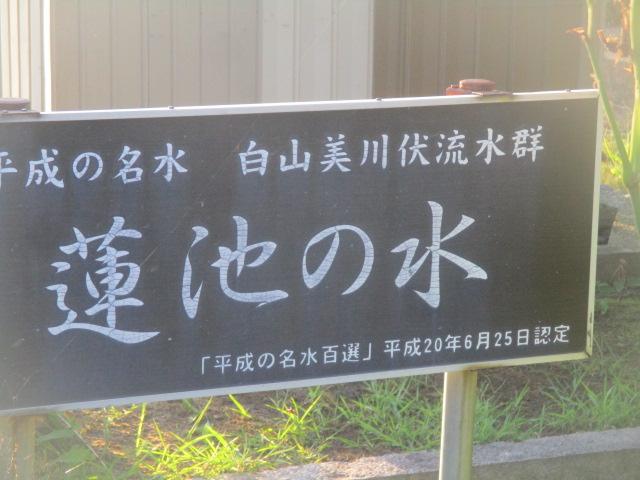 平成の名水　白山美川伏流水群
蓮池の水
「平成の名水百選」平成20年6月25日認定